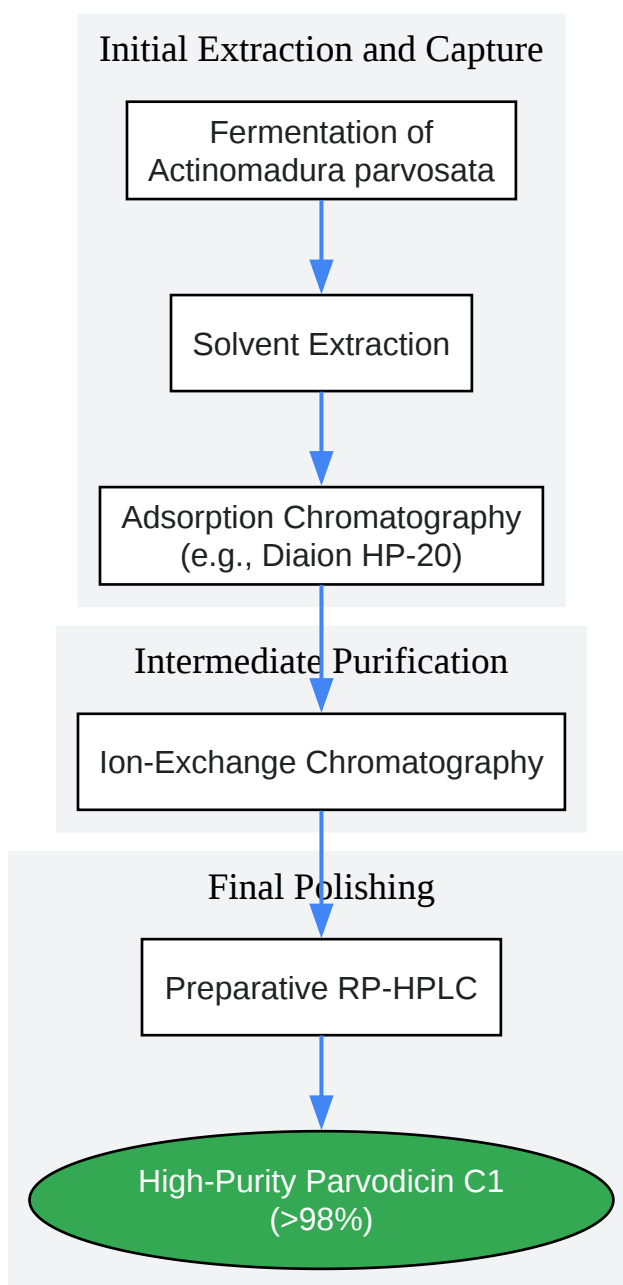 Initial Extraction and Capture
Fermentation of
Actinomadura parvosata
Solvent Extraction
Adsorption Chromatography
(e.g., Diaion HP-20)
Intermediate Purification
Ion-Exchange Chromatography
Final Polishing
Preparative RP-HPLC
High-Purity Parvodicin C1
(>98%)